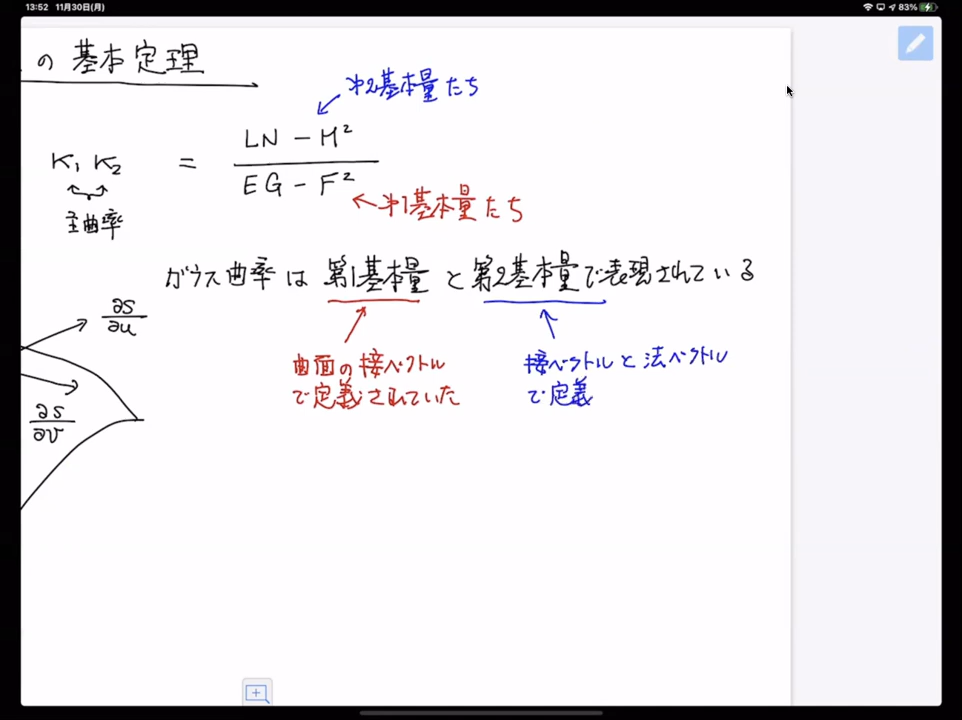 13:52 11月30日(月)
83%
の 基本定理
第2基本量たち
K₁ K₂ = (LN − M²) / (EG − F²)
第1基本量たち
主曲率
ガウス曲率 は 第1基本量 と 第2基本量で表現されている
∂S/∂u
曲面の接ベクトル
で定義されていた
接ベクトルと法ベクトル
で定義
∂S/∂v